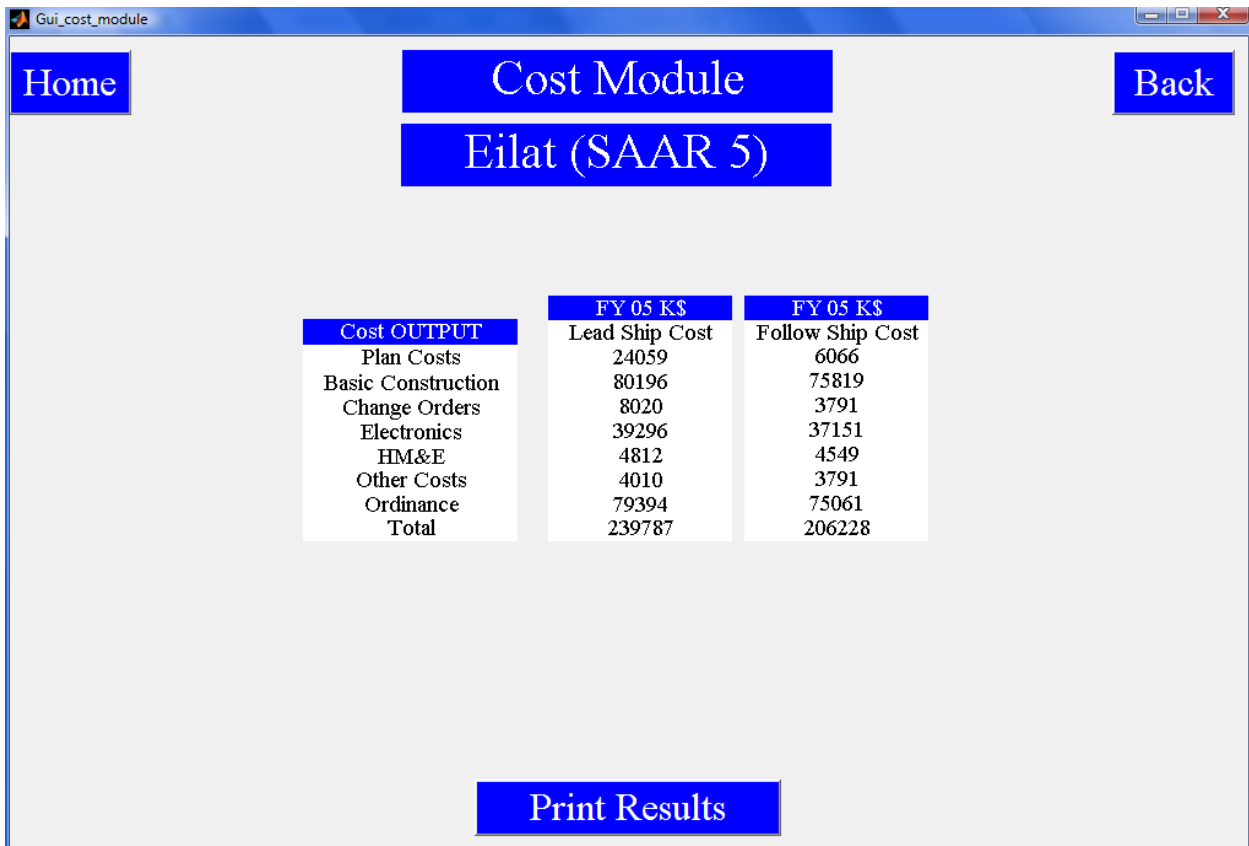 Gui_cost_module
Home
Cost Module
Back
Eilat (SAAR 5)
FY 05 K$ FY 05 K$
Cost OUTPUT Lead Ship Cost Follow Ship Cost
Plan Costs 24059 6066
Basic Construction 80196 75819
Change Orders 8020 3791
Electronics 39296 37151
HM&E 4812 4549
Other Costs 4010 3791
Ordinance 79394 75061
Total 239787 206228
Print Results